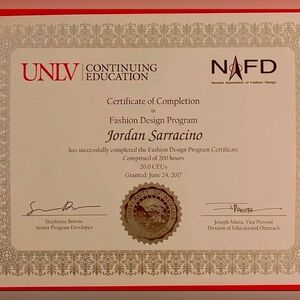 UNLV | CONTINUING EDUCATION
NAFD
Nevada Association of Fashion Design
Certificate of Completion
in
Fashion Design Program
Jordan Sarracino
has successfully completed the Fashion Design Program Certificate
Comprised of 200 hours
20.0 CEUs
Granted: June 24, 2017
Stephanie Borene
Senior Program Developer
Joseph Miera, Vice Provost
Division of Educational Outreach